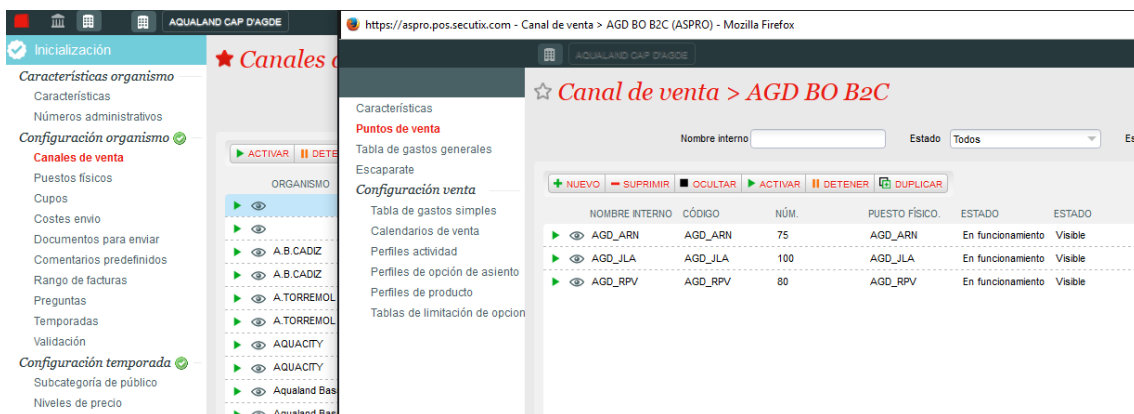 AQUALAND CAP D'AGDE
Inicialización
Características organismo
Características
Números administrativos
Configuración organismo
Canales de venta
Puestos físicos
Cupos
Costes envio
Documentos para enviar
Comentarios predefinidos
Rango de facturas
Preguntas
Temporadas
Validación
Configuración temporada
Subcategoría de público
Niveles de precio
Canales d
ACTIVAR DETE
ORGANISMO
A.B.CADIZ
A.B.CADIZ
A.TORREMOL
A.TORREMOL
AQUACITY
AQUACITY
Aqualand Bas
Aqualand Bas
https://aspro.pos.secutix.com - Canal de venta > AGD BO B2C (ASPRO) - Mozilla Firefox
AQUALAND CAP D'AGDE
Características
Puntos de venta
Tabla de gastos generales
Escaparate
Configuración venta
Tabla de gastos simples
Calendarios de venta
Perfiles actividad
Perfiles de opción de asiento
Perfiles de producto
Tablas de limitación de opcion
Canal de venta > AGD BO B2C
Nombre interno Estado Todos Es
NUEVO SUPRIMIR OCULTAR ACTIVAR DETENER DUPLICAR
NOMBRE INTERNO CÓDIGO NÚM. PUESTO FÍSICO. ESTADO ESTADO
AGD_ARN AGD_ARN 75 AGD_ARN En funcionamiento Visible
AGD_JLA AGD_JLA 100 AGD_JLA En funcionamiento Visible
AGD_RPV AGD_RPV 80 AGD_RPV En funcionamiento Visible